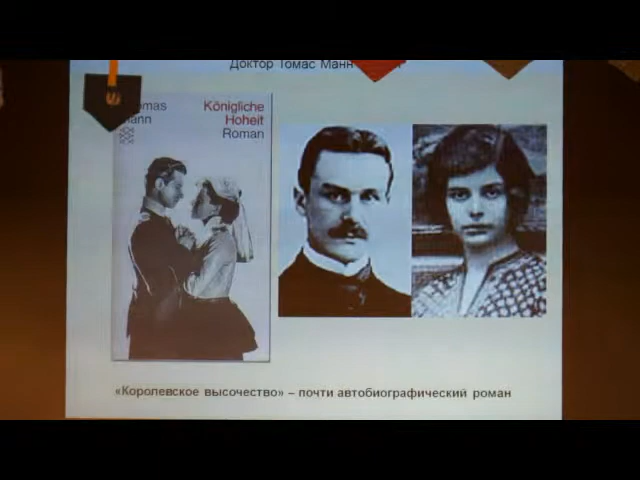 Доктор Томас Манн
Königliche
Hoheit
Roman
«Королевское высочество» – почти автобиографический роман